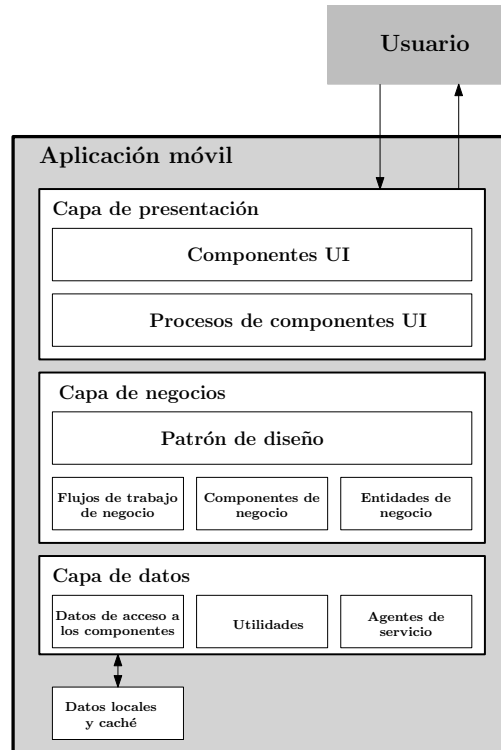 Usuario
Aplicación móvil
Capa de presentación
Componentes UI
Procesos de componentes UI
Capa de negocios
Patrón de diseño
Flujos de trabajo
de negocio
Componentes de
negocio
Entidades de
negocio
Capa de datos
Datos de acceso a
los componentes
Utilidades
Agentes de
servicio
Datos locales
y caché